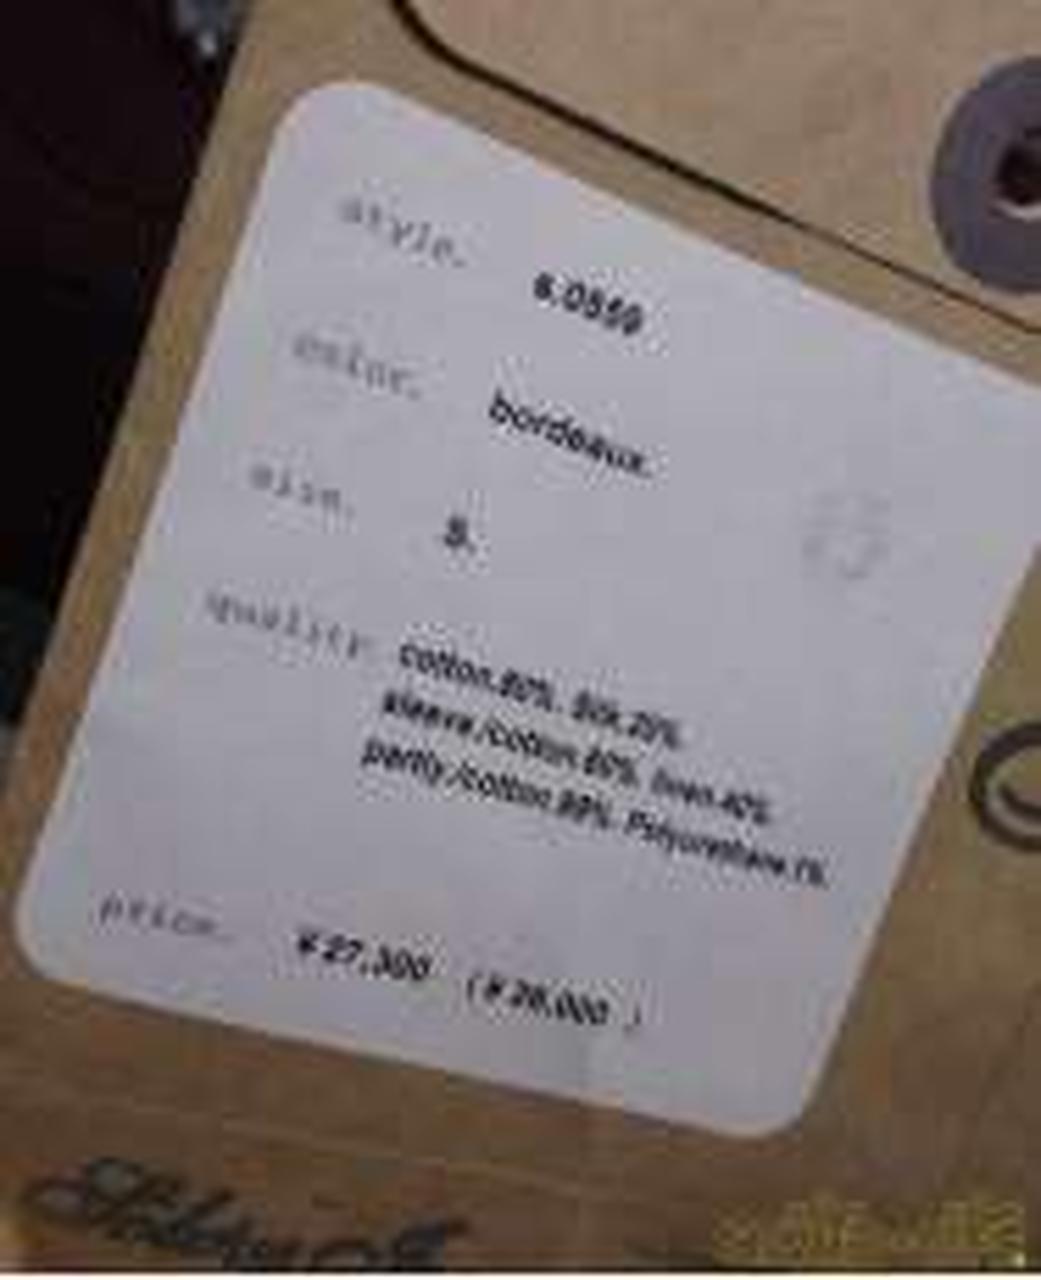 style. s.0559
color. bordeaux.
size. S.
quality cotton.80%. Silk.20%
sleeve./cotton.60%. linen.40%
partly./cotton.99%. Polyurethane.1%.
price. ¥27,300 (¥26,000 )